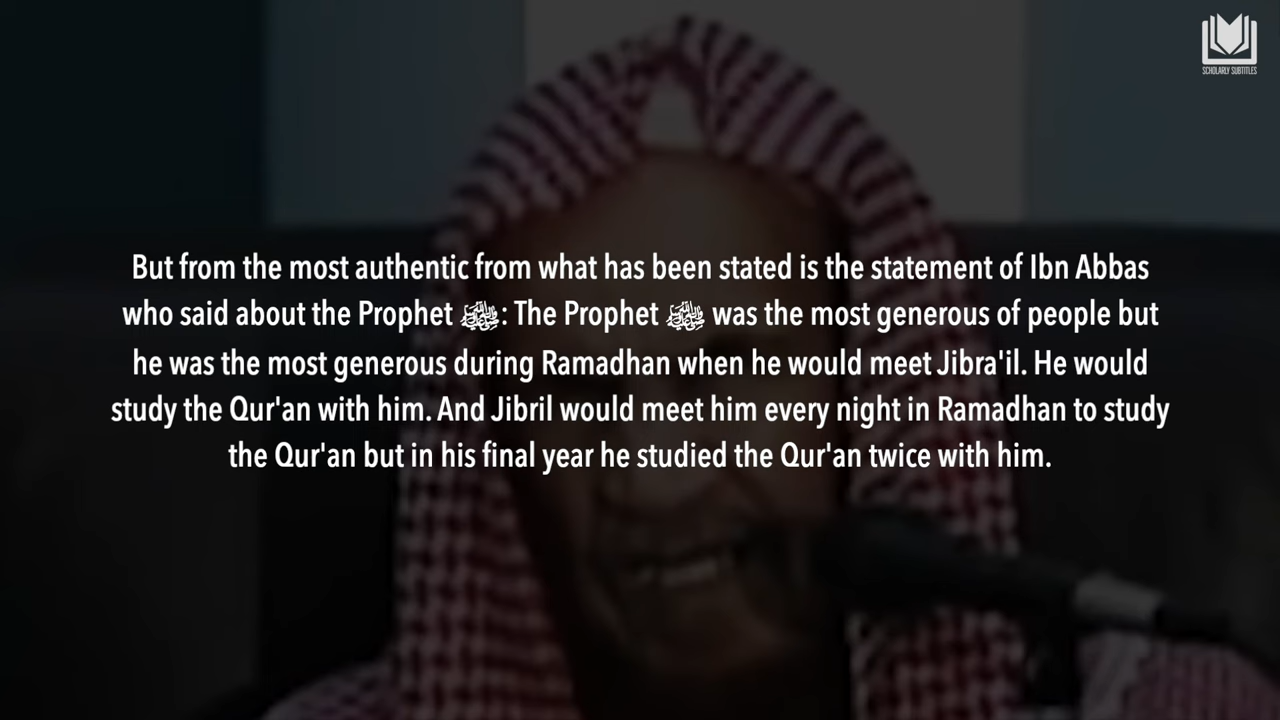 SCHOLARLY SUBTITLES
But from the most authentic from what has been stated is the statement of Ibn Abbas
who said about the Prophet ﷺ: The Prophet ﷺ was the most generous of people but
he was the most generous during Ramadhan when he would meet Jibra'il. He would
study the Qur'an with him. And Jibril would meet him every night in Ramadhan to study
the Qur'an but in his final year he studied the Qur'an twice with him.